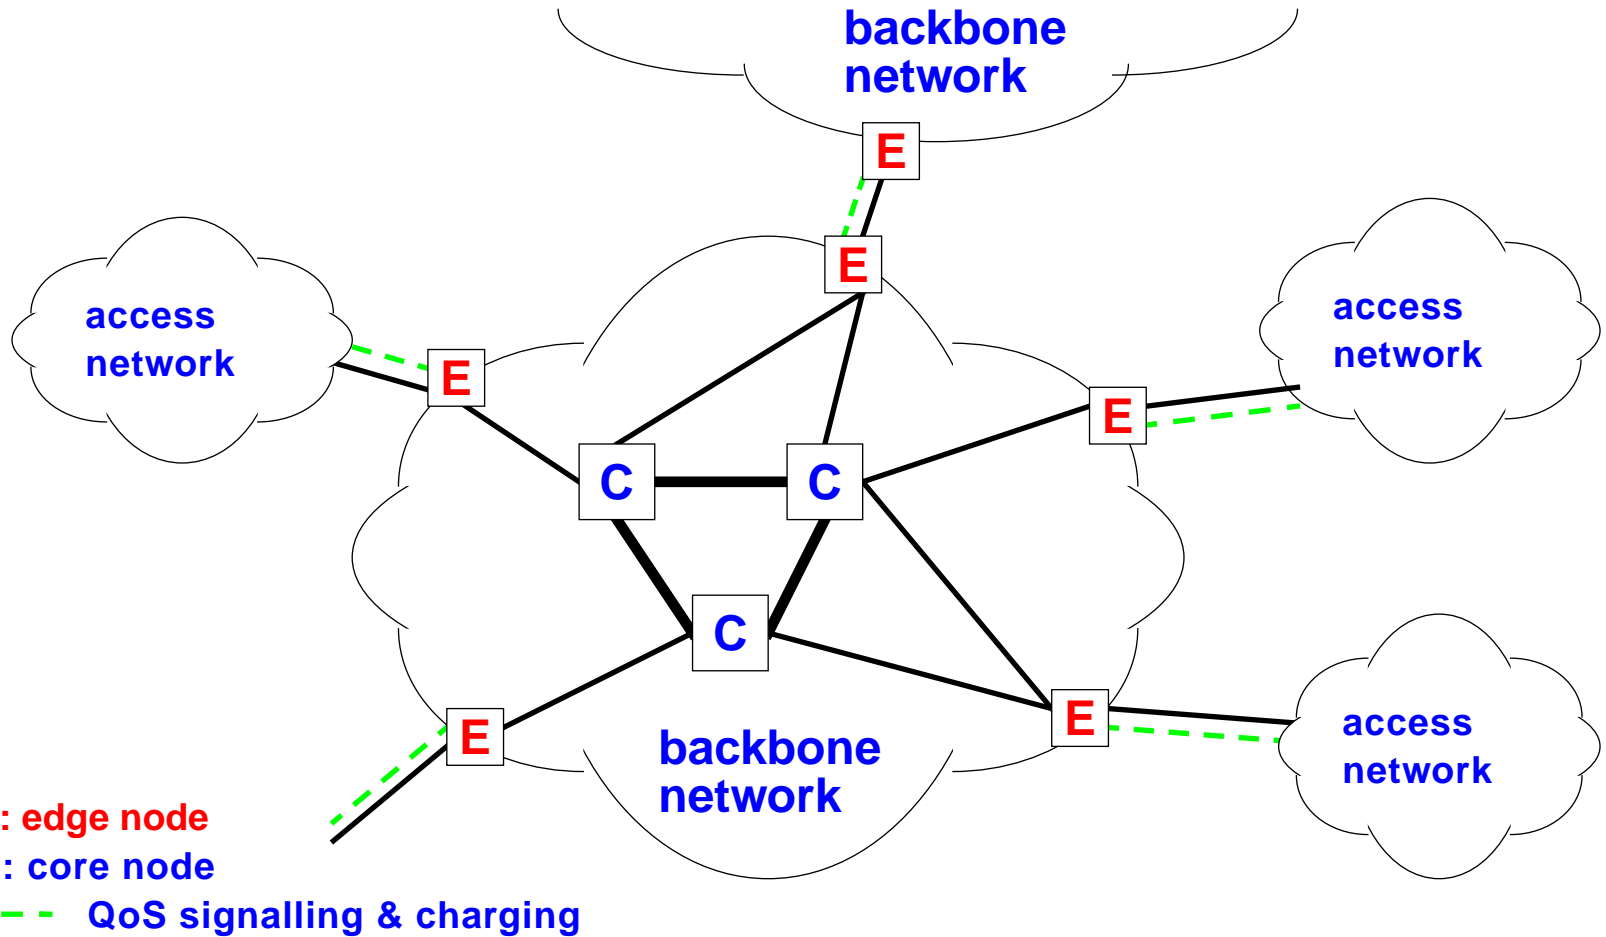 backbone
network
E
E
access
network
access
network
E
E
C
C
C
E
E
backbone
network
access
network
: edge node
: core node
QoS signalling & charging